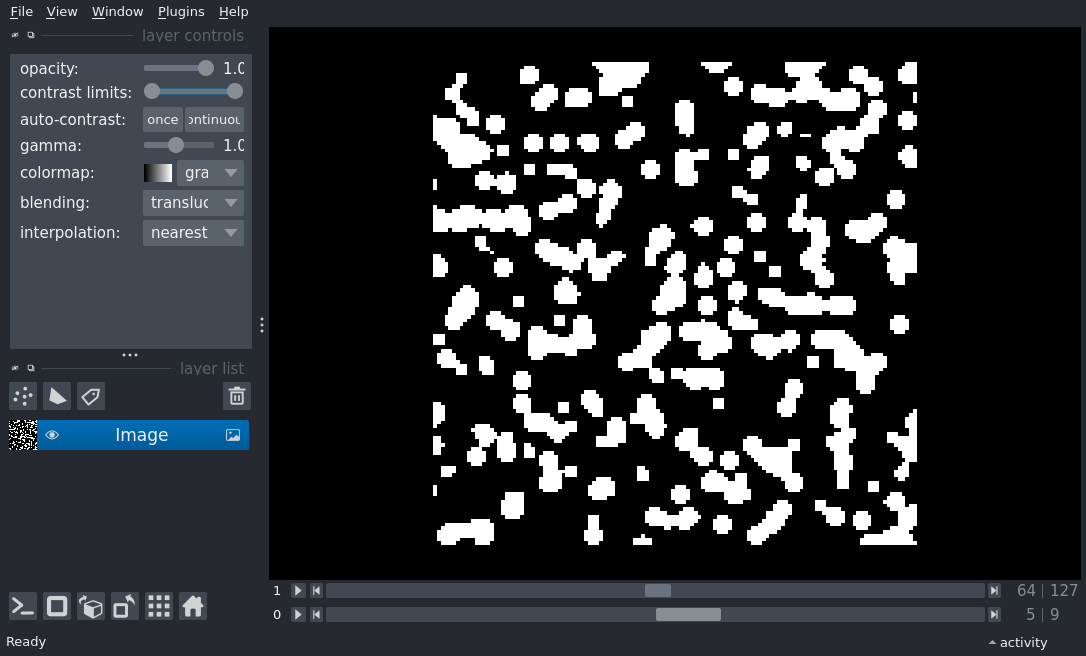 File View Window Plugins Help
layer controls
opacity: 1.0
contrast limits:
auto-contrast: once ontinuou
gamma: 1.0
colormap: gra
blending: transluc
interpolation: nearest
layer list
Image
1 64 | 127
0 5 | 9
Ready activity